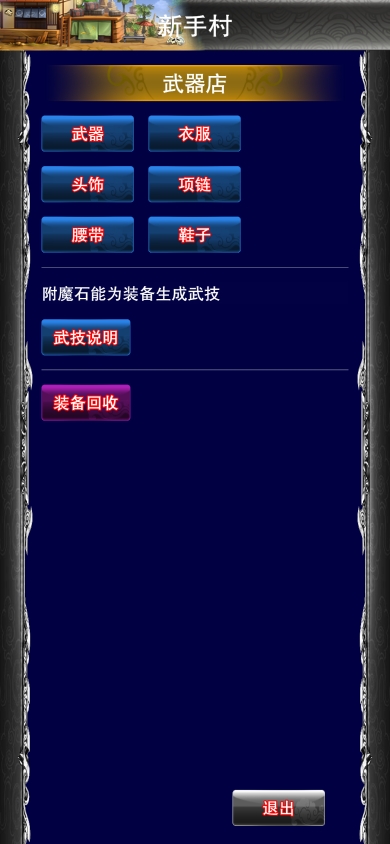 新手村
武器店
武器 衣服
头饰 项链
腰带 鞋子
附魔石能为装备生成武技
武技说明
装备回收
退出